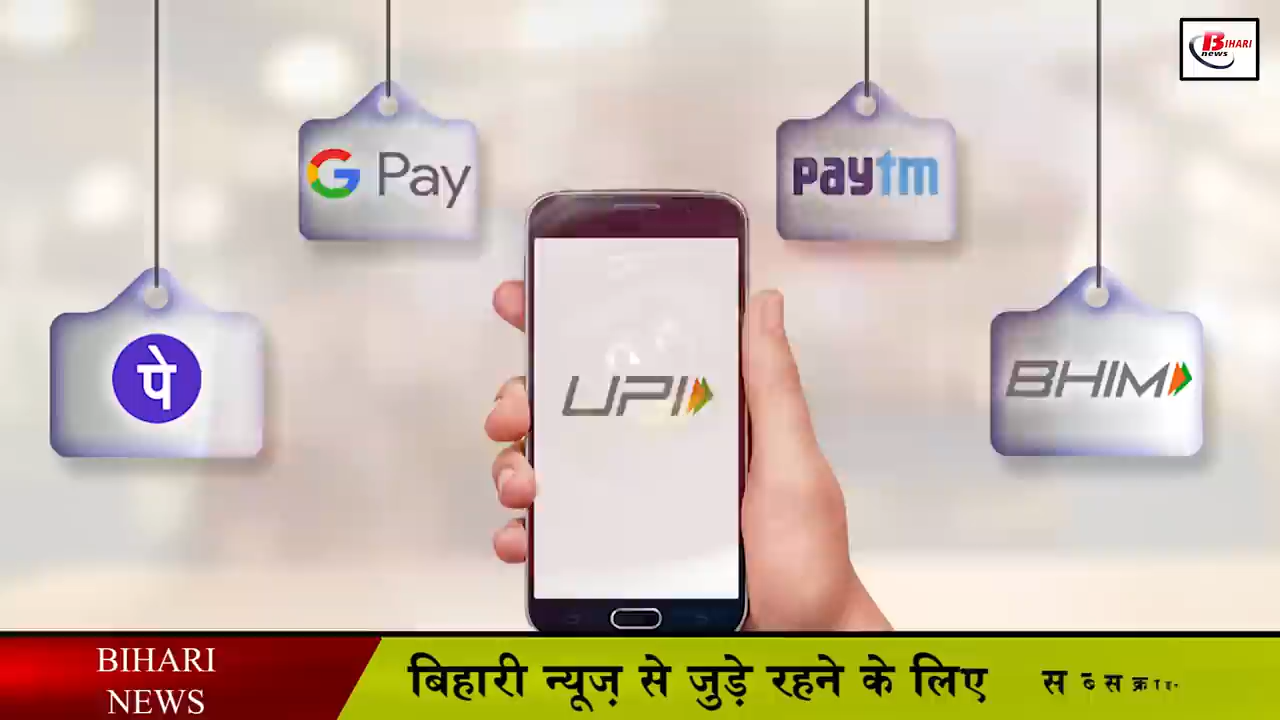 BIHARI
news
G Pay
paytm
पे
UPI
BHIM
BIHARI
NEWS
बिहारी न्यूज़ से जुड़े रहने के लिए